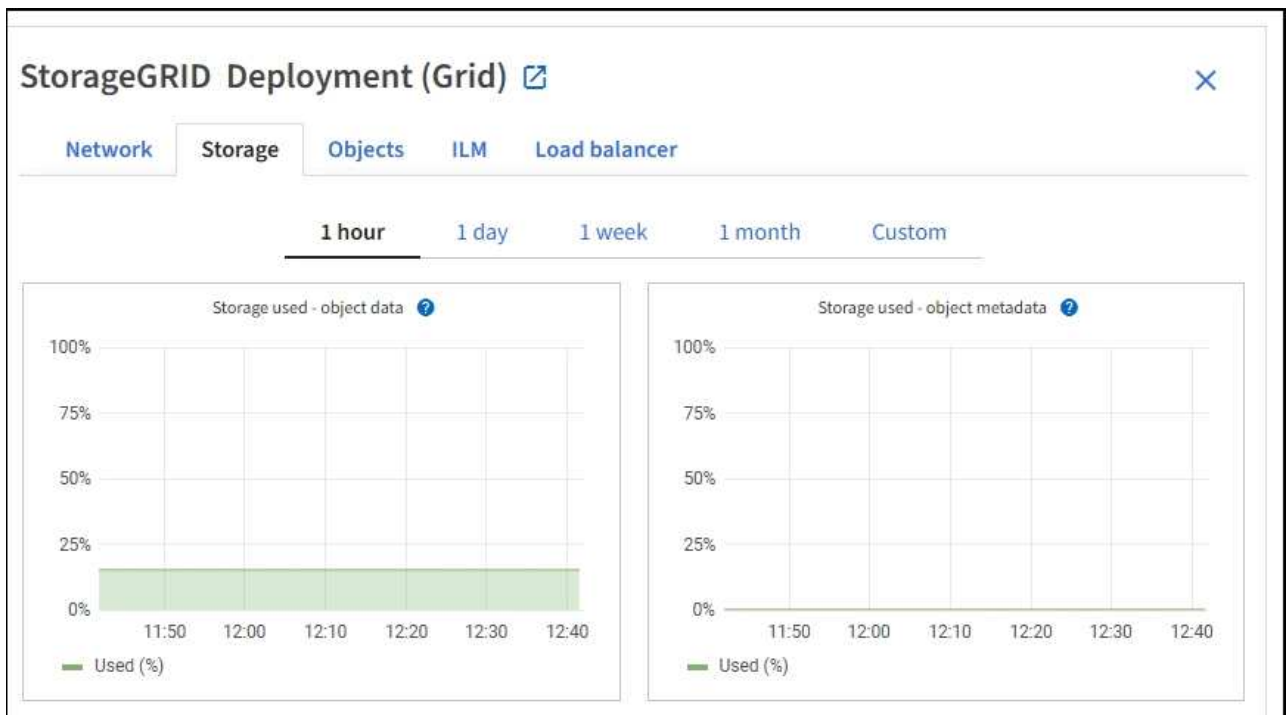 StorageGRID Deployment (Grid)
Network Storage Objects ILM Load balancer
1 hour 1 day 1 week 1 month Custom
Storage used - object data ?
100%
75%
50%
25%
0%
11:50 12:00 12:10 12:20 12:30 12:40
Used (%)
Storage used - object metadata ?
100%
75%
50%
25%
0%
11:50 12:00 12:10 12:20 12:30 12:40
Used (%)